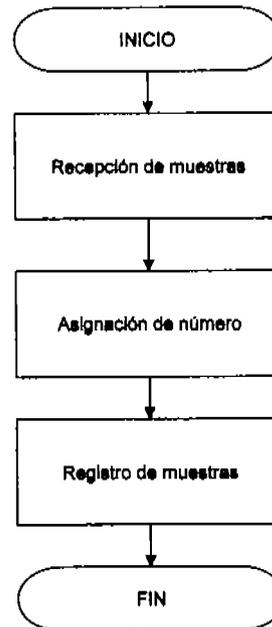 INICIO
Recepción de muestras
Asignación de número
Registro de muestras
FIN